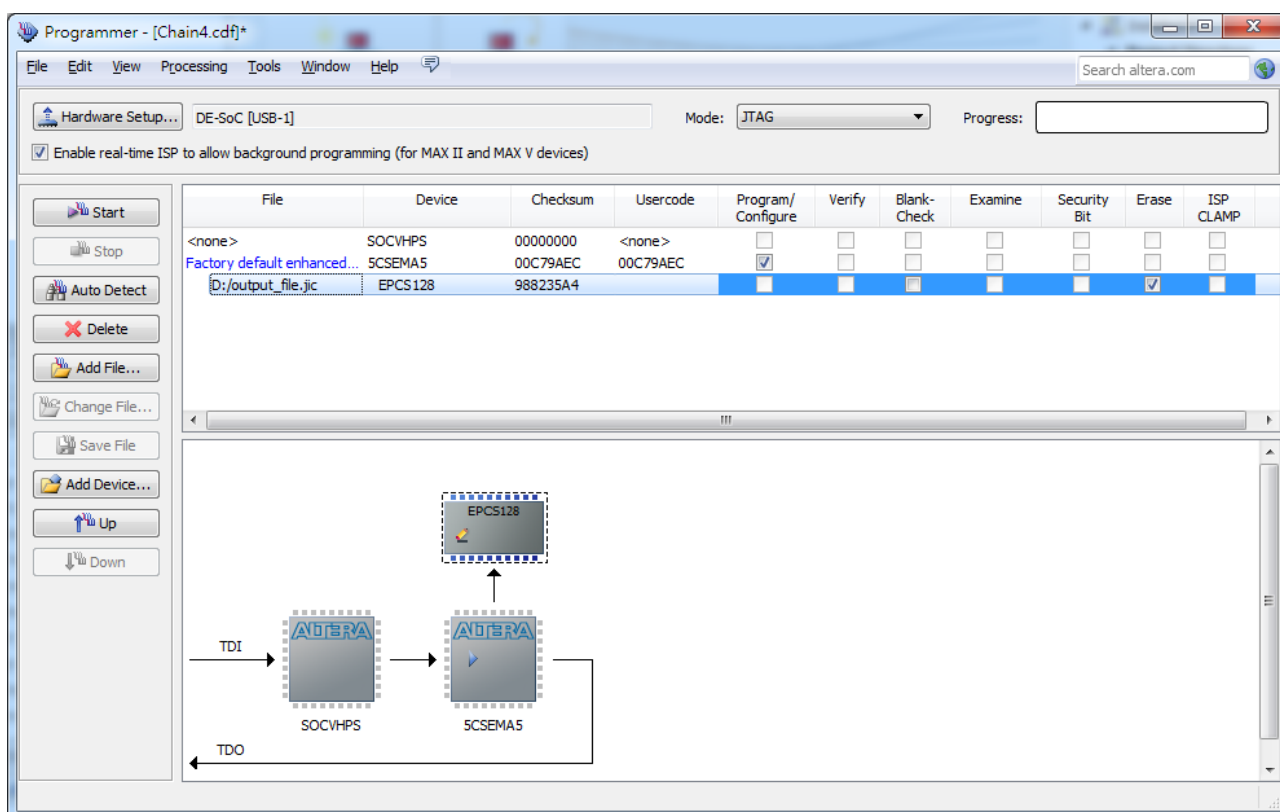 Programmer - [Chain4.cdf]*
File Edit View Processing Tools Window Help
Search altera.com
Hardware Setup... DE-SoC [USB-1] Mode: JTAG Progress:
Enable real-time ISP to allow background programming (for MAX II and MAX V devices)
Start
Stop
Auto Detect
Delete
Add File...
Change File...
Save File
Add Device...
Up
Down
File Device Checksum Usercode Program/ Configure Verify Blank- Check Examine Security Bit Erase ISP CLAMP
<none> SOCVHPS 00000000 <none>
Factory default enhanced... 5CSEMA5 00C79AEC 00C79AEC
D:/output_file.jic EPCS128 988235A4
EPCS128
ALTERA ALTERA
TDI
SOCVHPS 5CSEMA5
TDO